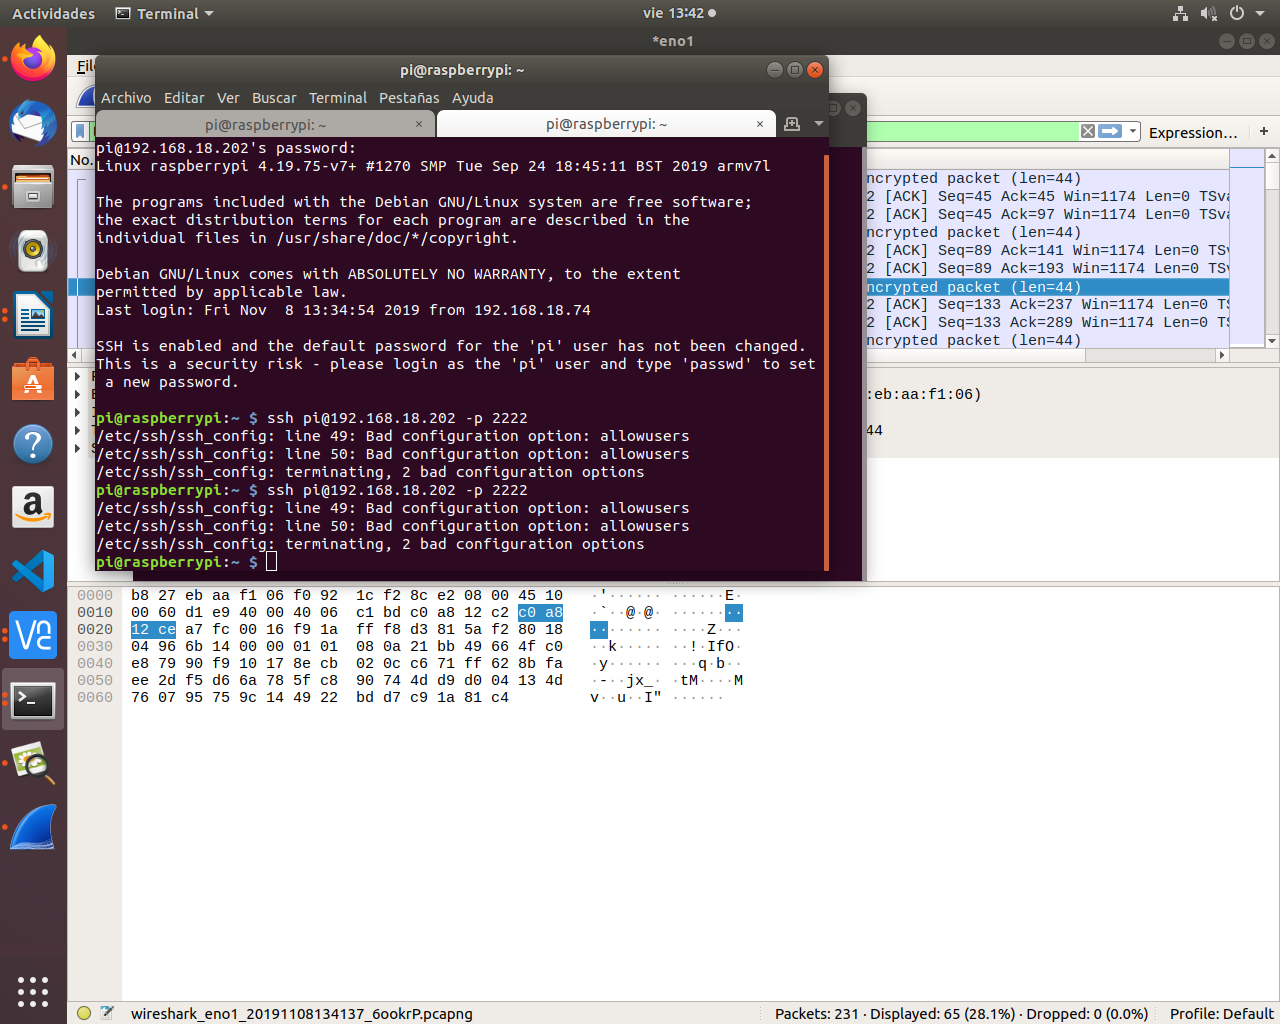 Actividades Terminal vie 13:42
*eno1
pi@raspberrypi: ~
Archivo Editar Ver Buscar Terminal Pestañas Ayuda
pi@raspberrypi: ~ × pi@raspberrypi: ~ ×
Expression… +
No.
pi@192.168.18.202's password:
Linux raspberrypi 4.19.75-v7+ #1270 SMP Tue Sep 24 18:45:11 BST 2019 armv7l
The programs included with the Debian GNU/Linux system are free software;
the exact distribution terms for each program are described in the
individual files in /usr/share/doc/*/copyright.
Debian GNU/Linux comes with ABSOLUTELY NO WARRANTY, to the extent
permitted by applicable law.
Last login: Fri Nov  8 13:34:54 2019 from 192.168.18.74
SSH is enabled and the default password for the 'pi' user has not been changed.
This is a security risk - please login as the 'pi' user and type 'passwd' to set
a new password.
pi@raspberrypi:~ $ ssh pi@192.168.18.202 -p 2222
/etc/ssh/ssh_config: line 49: Bad configuration option: allowusers
/etc/ssh/ssh_config: line 50: Bad configuration option: allowusers
/etc/ssh/ssh_config: terminating, 2 bad configuration options
pi@raspberrypi:~ $ ssh pi@192.168.18.202 -p 2222
/etc/ssh/ssh_config: line 49: Bad configuration option: allowusers
/etc/ssh/ssh_config: line 50: Bad configuration option: allowusers
/etc/ssh/ssh_config: terminating, 2 bad configuration options
pi@raspberrypi:~ $
ncrypted packet (len=44)
2 [ACK] Seq=45 Ack=45 Win=1174 Len=0 TSva
2 [ACK] Seq=45 Ack=97 Win=1174 Len=0 TSva
ncrypted packet (len=44)
2 [ACK] Seq=89 Ack=141 Win=1174 Len=0 TSv
2 [ACK] Seq=89 Ack=193 Win=1174 Len=0 TSv
ncrypted packet (len=44)
2 [ACK] Seq=133 Ack=237 Win=1174 Len=0 TS
2 [ACK] Seq=133 Ack=289 Win=1174 Len=0 TS
ncrypted packet (len=44)
:eb:aa:f1:06)
44
0000 b8 27 eb aa f1 06 f0 92 1c f2 8c e2 08 00 45 10 ·'······ ······E·
0010 00 60 d1 e9 40 00 40 06 c1 bd c0 a8 12 c2 c0 a8 ·`··@·@· ········
0020 12 ce a7 fc 00 16 f9 1a ff f8 d3 81 5a f2 80 18 ········ ····Z···
0030 04 96 6b 14 00 00 01 01 08 0a 21 bb 49 66 4f c0 ··k····· ··!·IfO·
0040 e8 79 90 f9 10 17 8e cb 02 0c c6 71 ff 62 8b fa ·y······ ···q·b··
0050 ee 2d f5 d6 6a 78 5f c8 90 74 4d d9 d0 04 13 4d ·-··jx_· ·tM····M
0060 76 07 95 75 9c 14 49 22 bd d7 c9 1a 81 c4 v··u··I" ······
wireshark_eno1_20191108134137_6ookrP.pcapng Packets: 231 · Displayed: 65 (28.1%) · Dropped: 0 (0.0%) Profile: Default